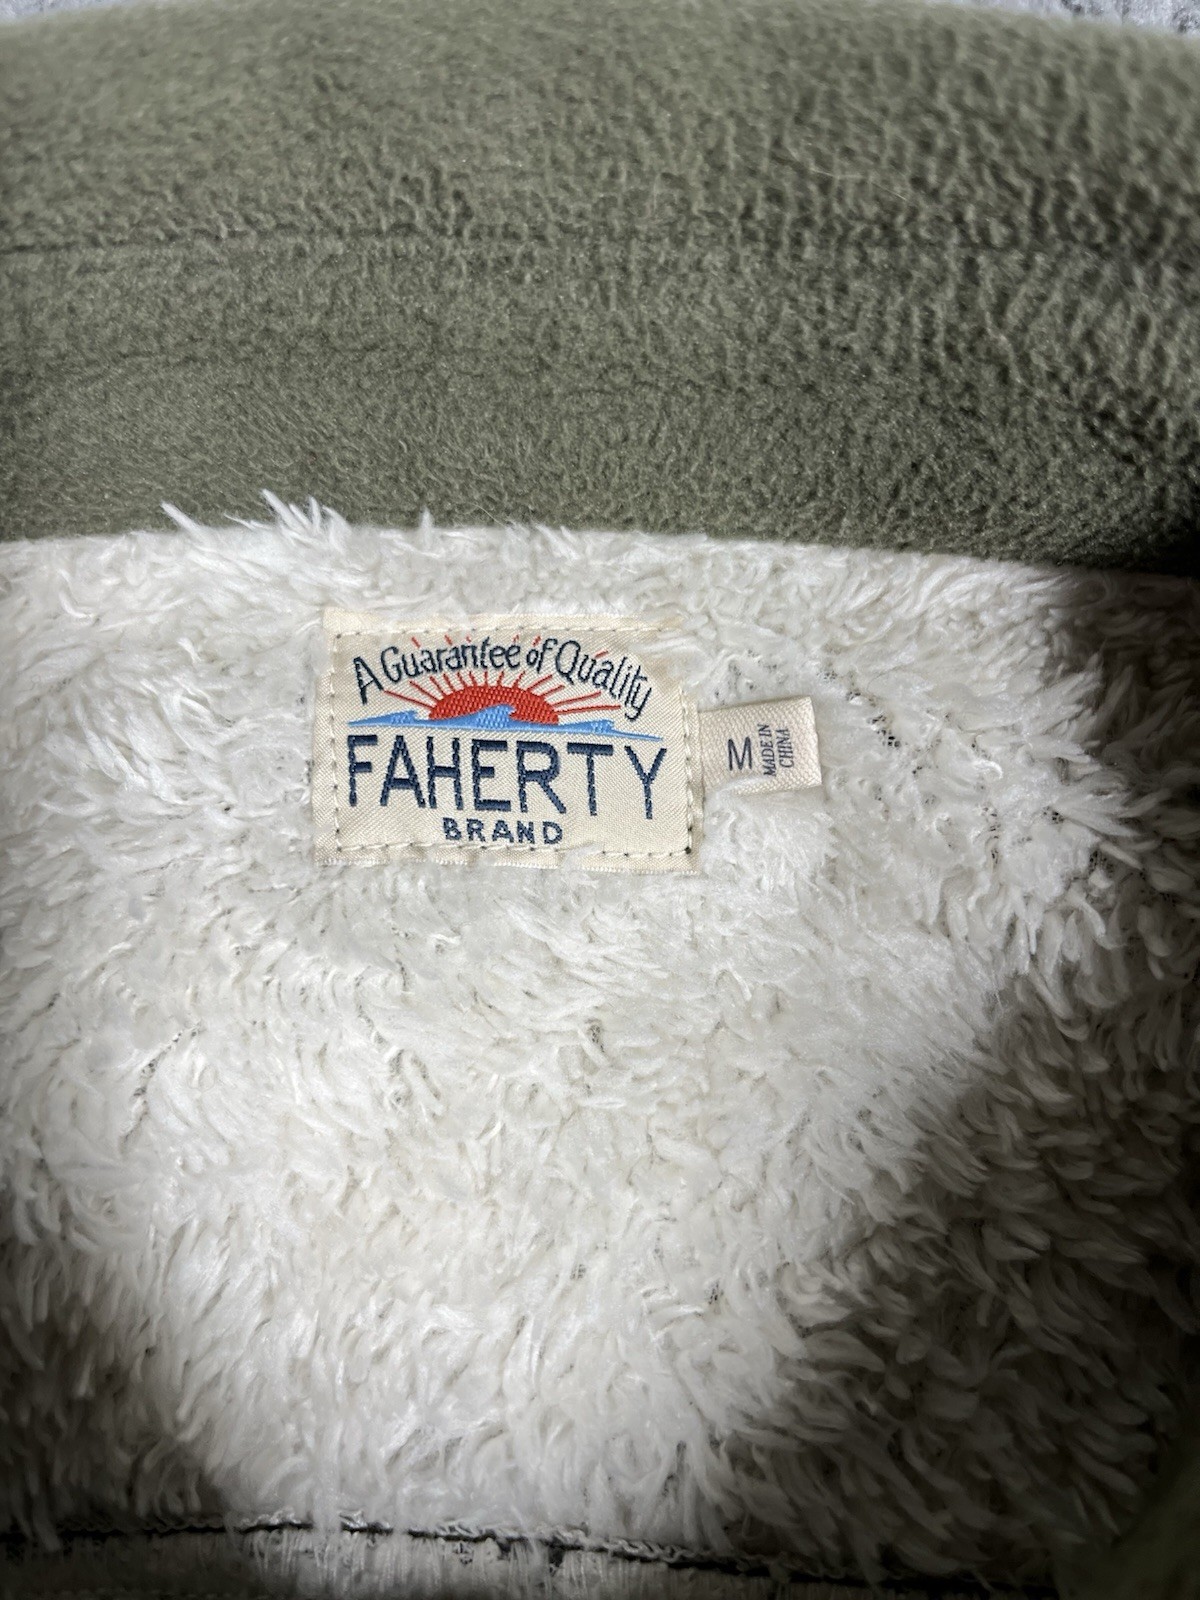 A Guarantee of Quality
FAHERTY
BRAND
M
MADE IN
CHINA